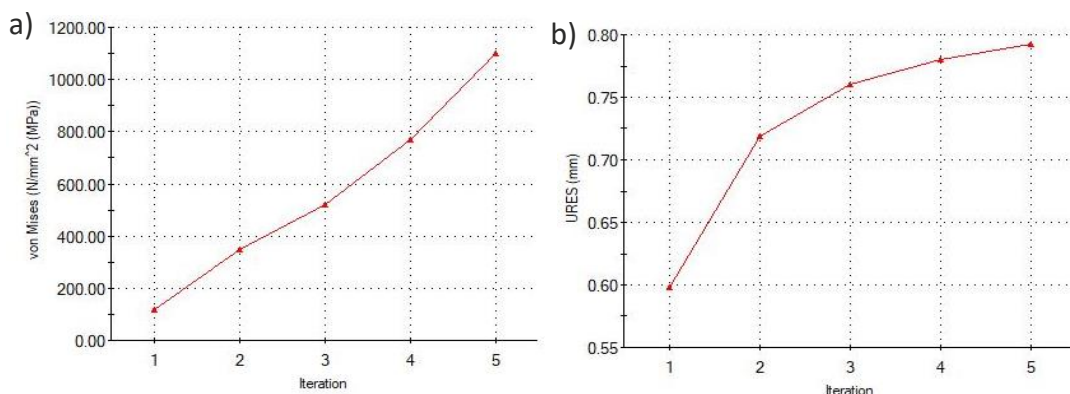 a)
1200.00
1000.00
800.00
600.00
400.00
200.00
0.00
von Mises (N/mm^2 (MPa))
1 2 3 4 5
Iteration
b)
0.80
0.75
0.70
0.65
0.60
0.55
URES (mm)
1 2 3 4 5
Iteration